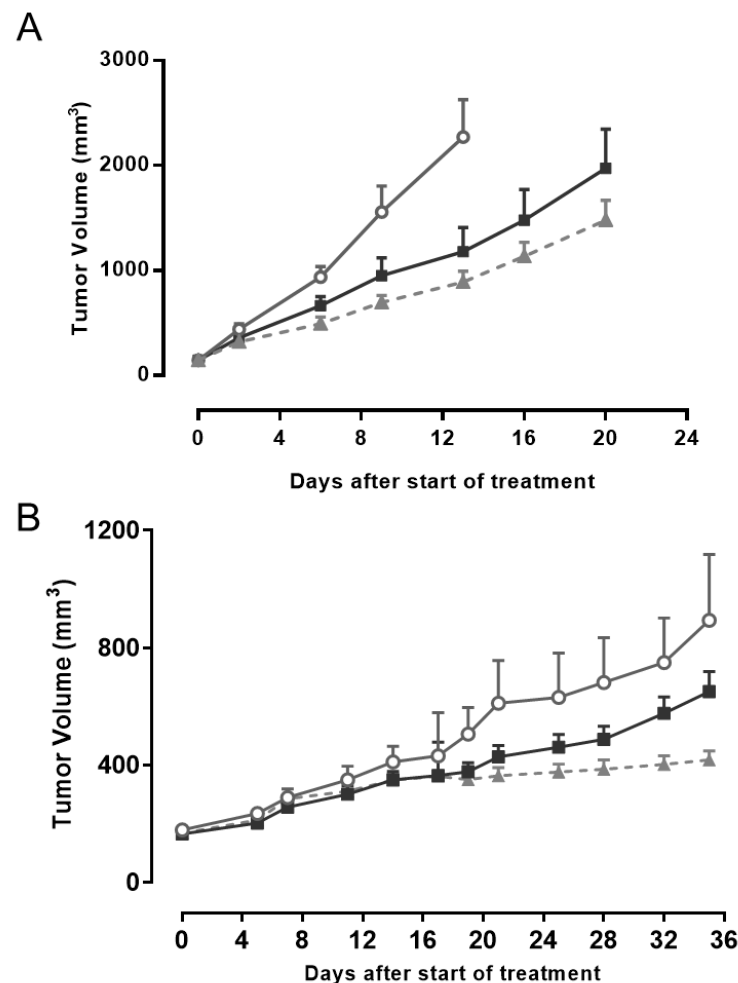 A
3000
2000
1000
0
Tumor Volume (mm³)
0 4 8 12 16 20 24
Days after start of treatment
B
1200
800
400
0
Tumor Volume (mm³)
0 4 8 12 16 20 24 28 32 36
Days after start of treatment